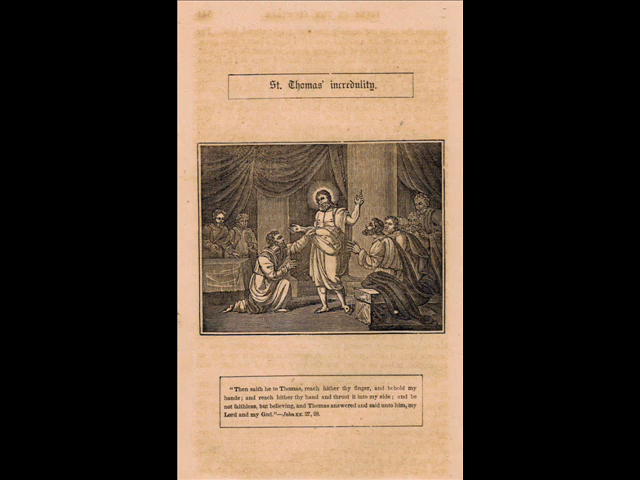 St. Thomas' incredulity.
"Then saith he to Thomas, reach hither thy finger, and behold my
hands; and reach hither thy hand and thrust it into my side; and be
not faithless, but believing, and Thomas answered and said unto him, my
Lord and my God."—John xx. 27, 28.